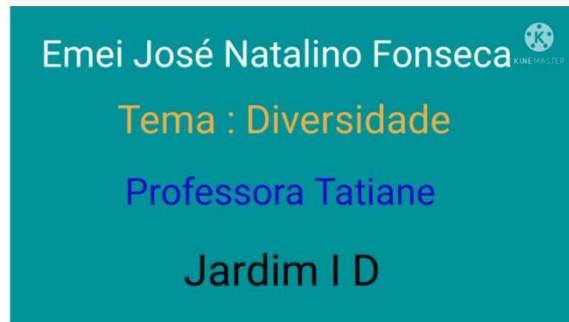 Emei José Natalino Fonseca
K
KINEMASTER
Tema : Diversidade
Professora Tatiane
Jardim I D